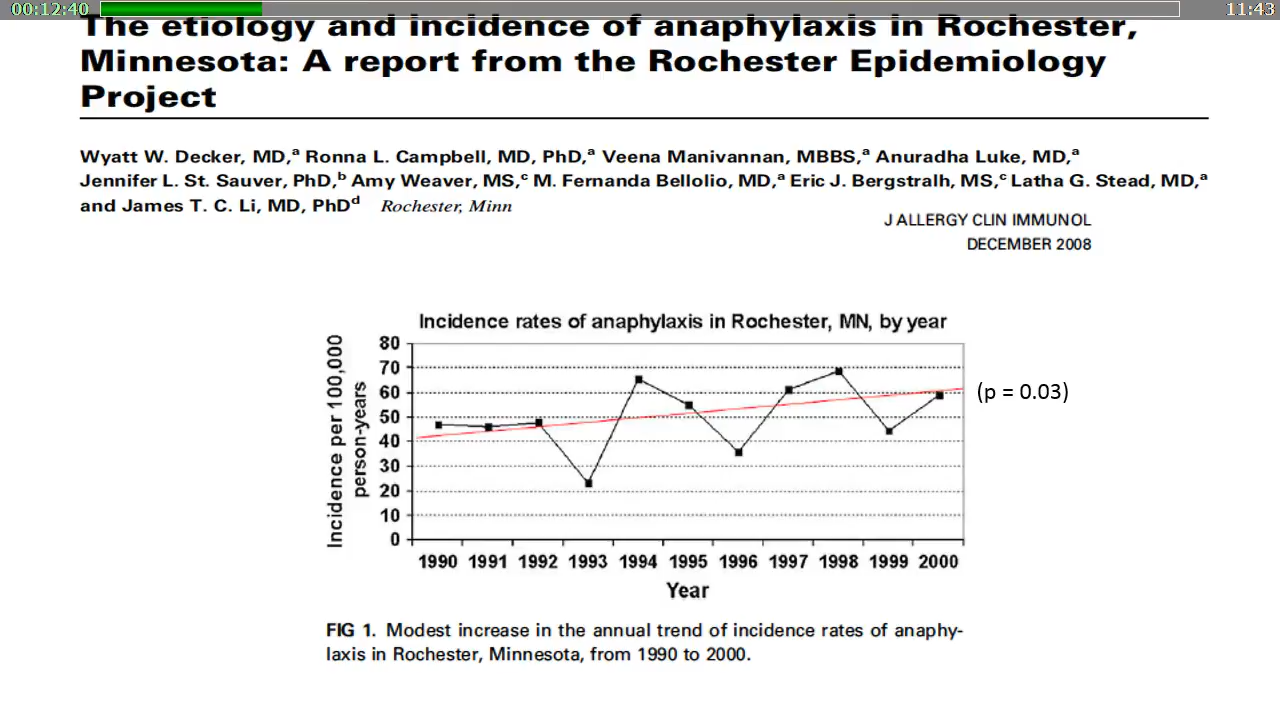 00:12:40
11:43
The etiology and incidence of anaphylaxis in Rochester,
Minnesota: A report from the Rochester Epidemiology
Project
Wyatt W. Decker, MD,a Ronna L. Campbell, MD, PhD,a Veena Manivannan, MBBS,a Anuradha Luke, MD,a
Jennifer L. St. Sauver, PhD,b Amy Weaver, MS,c M. Fernanda Bellolio, MD,a Eric J. Bergstralh, MS,c Latha G. Stead, MD,a
and James T. C. Li, MD, PhDd Rochester, Minn
J ALLERGY CLIN IMMUNOL
DECEMBER 2008
Incidence rates of anaphylaxis in Rochester, MN, by year
Incidence per 100,000
person-years
80
70
60
50
40
30
20
10
0
(p = 0.03)
1990 1991 1992 1993 1994 1995 1996 1997 1998 1999 2000
Year
FIG 1. Modest increase in the annual trend of incidence rates of anaphy-
laxis in Rochester, Minnesota, from 1990 to 2000.